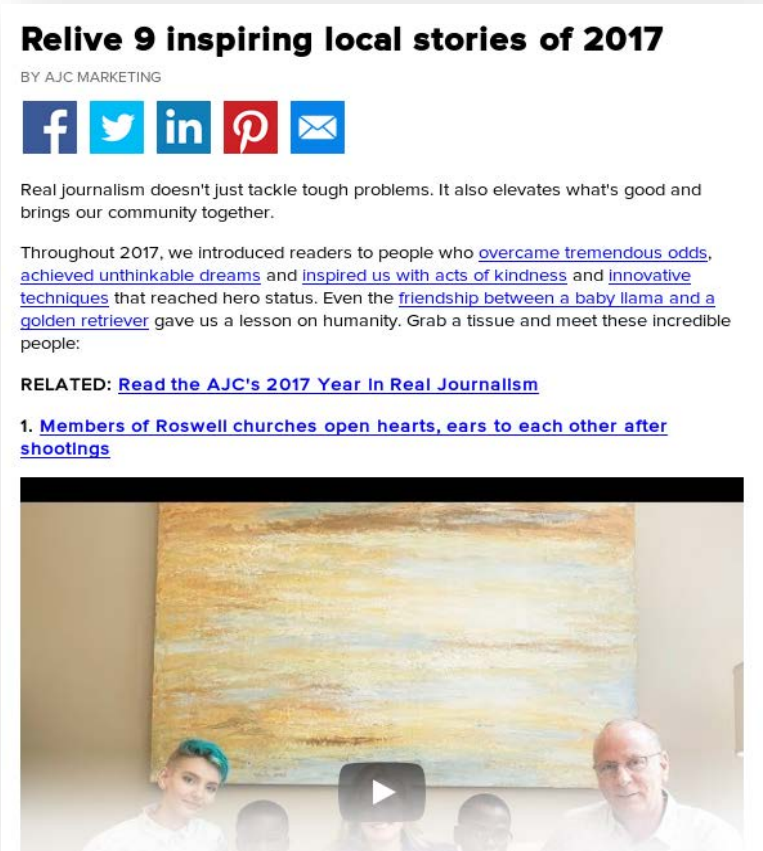 Relive 9 inspiring local stories of 2017
BY AJC MARKETING
Real journalism doesn't just tackle tough problems. It also elevates what's good and
brings our community together.
Throughout 2017, we introduced readers to people who overcame tremendous odds,
achieved unthinkable dreams and inspired us with acts of kindness and innovative
techniques that reached hero status. Even the friendship between a baby llama and a
golden retriever gave us a lesson on humanity. Grab a tissue and meet these incredible
people:
RELATED: Read the AJC's 2017 Year in Real Journalism
1. Members of Roswell churches open hearts, ears to each other after
shootings